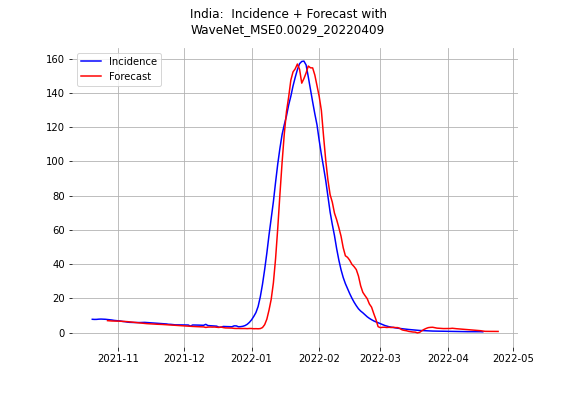 India:  Incidence + Forecast with
WaveNet_MSE0.0029_20220409
Incidence
Forecast
160
140
120
100
80
60
40
20
0
2021-11 2021-12 2022-01 2022-02 2022-03 2022-04 2022-05